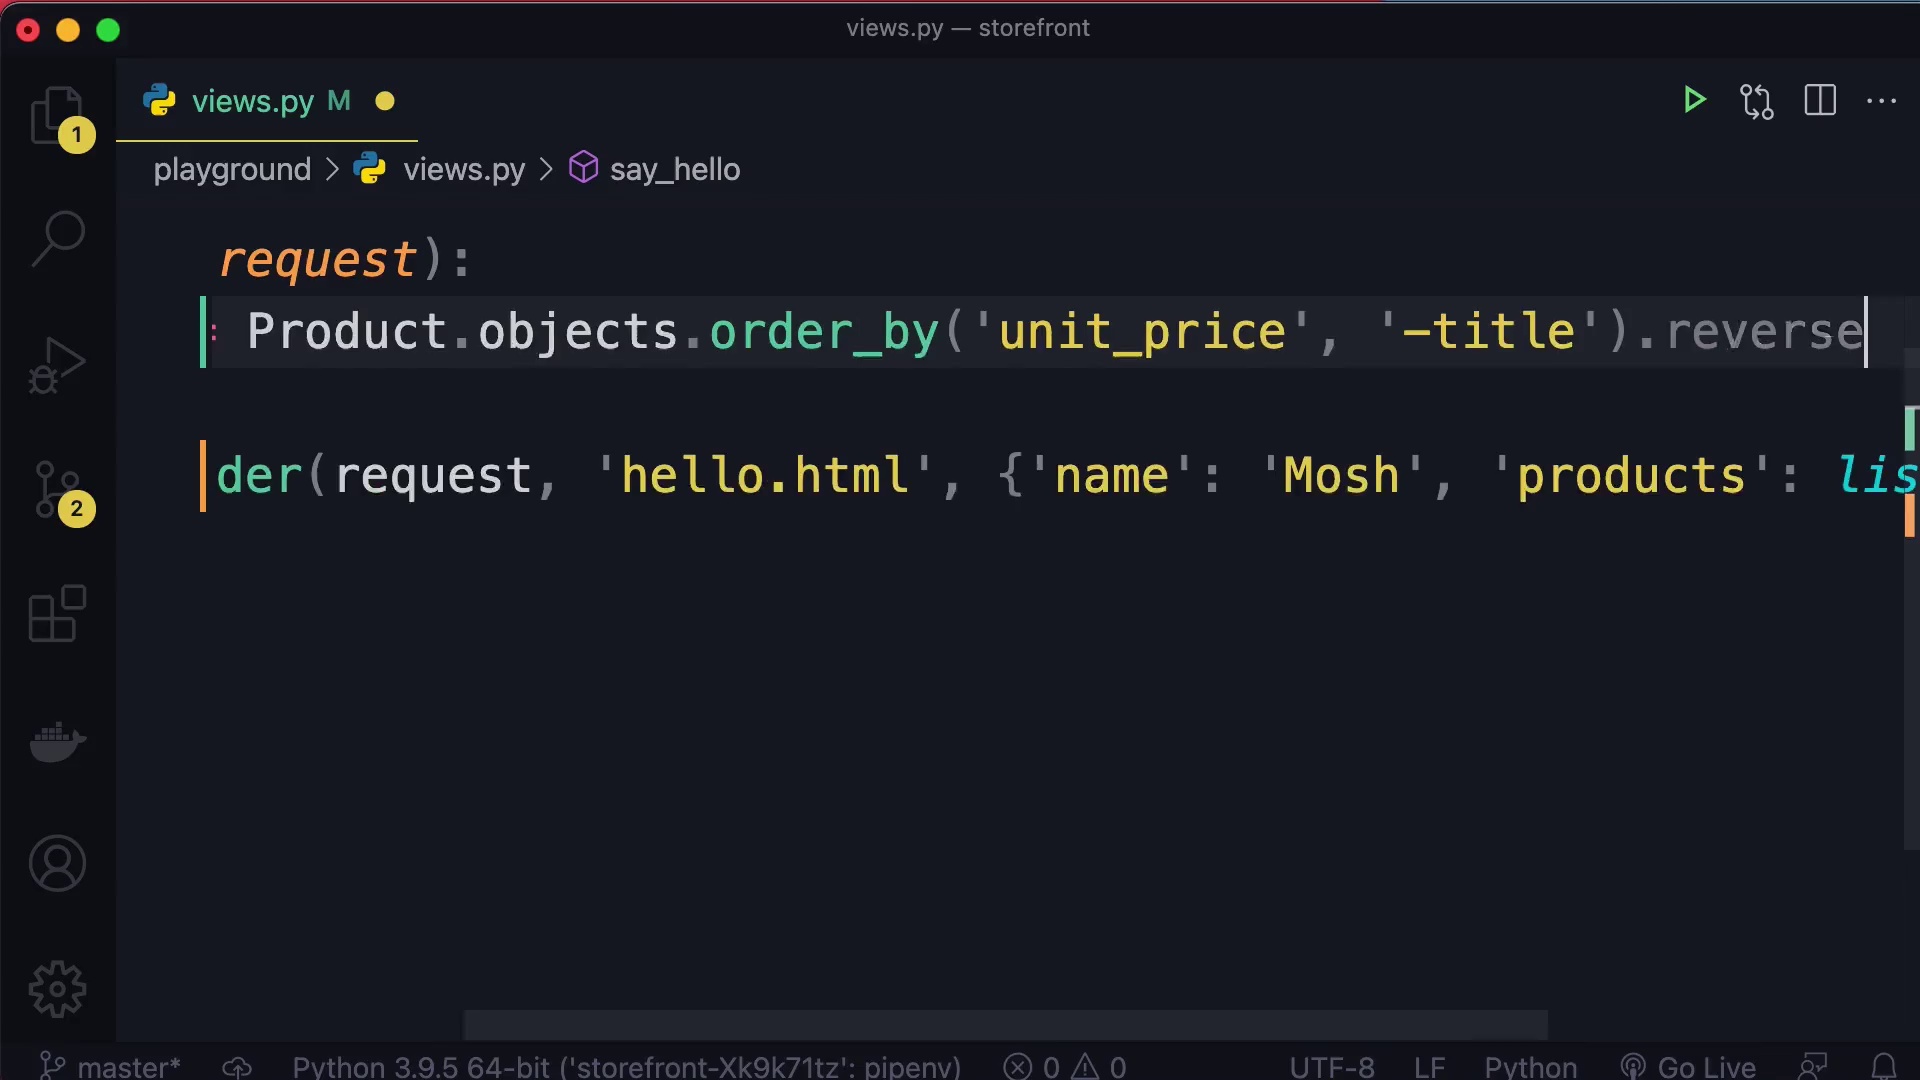 views.py — storefront
views.py M
1
playground > views.py > say_hello
request):
= Product.objects.order_by('unit_price', '-title').reverse
der(request, 'hello.html', {'name': 'Mosh', 'products': lis
2
master*
Python 3.9.5 64-bit ('storefront-Xk9k71tz': pipenv)
0
0
UTF-8
LF
Python
Go Live